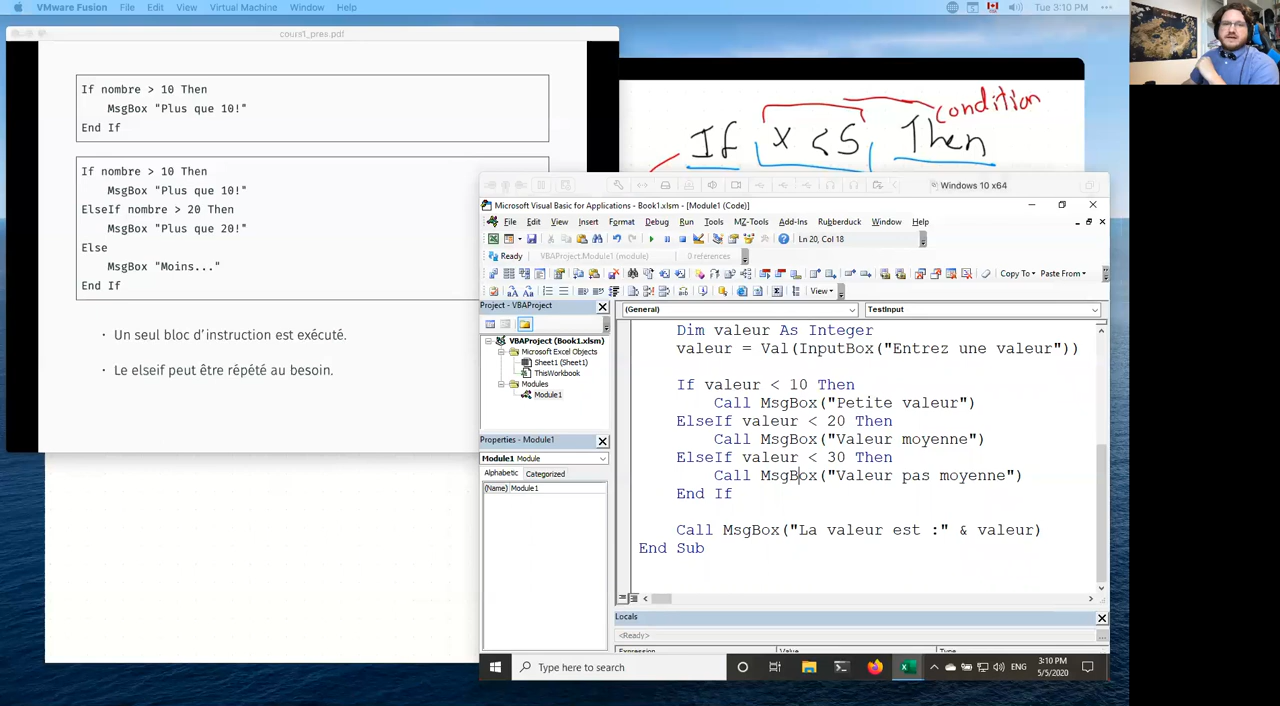 VMware Fusion File Edit View Virtual Machine Window Help Tue 3:10 PM
cours1_pres.pdf
If nombre > 10 Then
MsgBox "Plus que 10!"
End If
If nombre > 10 Then
MsgBox "Plus que 10!"
ElseIf nombre > 20 Then
MsgBox "Plus que 20!"
Else
MsgBox "Moins..."
End If
· Un seul bloc d'instruction est exécuté.
· Le elseif peut être répété au besoin.
condition
If x < 5 Then
Windows 10 x64
Microsoft Visual Basic for Applications - Book1.xlsm - [Module1 (Code)]
File Edit View Insert Format Debug Run Tools MZ-Tools Add-Ins Rubberduck Window Help
Ln 20, Col 18
Ready VBAProject.Module1 (module) 0 references
Copy To Paste From
View
Project - VBAProject
VBAProject (Book1.xlsm)
Microsoft Excel Objects
Sheet1 (Sheet1)
ThisWorkbook
Modules
Module1
Properties - Module1
Module1 Module
Alphabetic Categorized
(Name) Module1
(General) TestInput
Dim valeur As Integer
valeur = Val(InputBox("Entrez une valeur"))
If valeur < 10 Then
Call MsgBox("Petite valeur")
ElseIf valeur < 20 Then
Call MsgBox("Valeur moyenne")
ElseIf valeur < 30 Then
Call MsgBox("Valeur pas moyenne")
End If
Call MsgBox("La valeur est :" & valeur)
End Sub
Locals
<Ready>
Expression Value Type
Type here to search
ENG
3:10 PM
5/5/2020